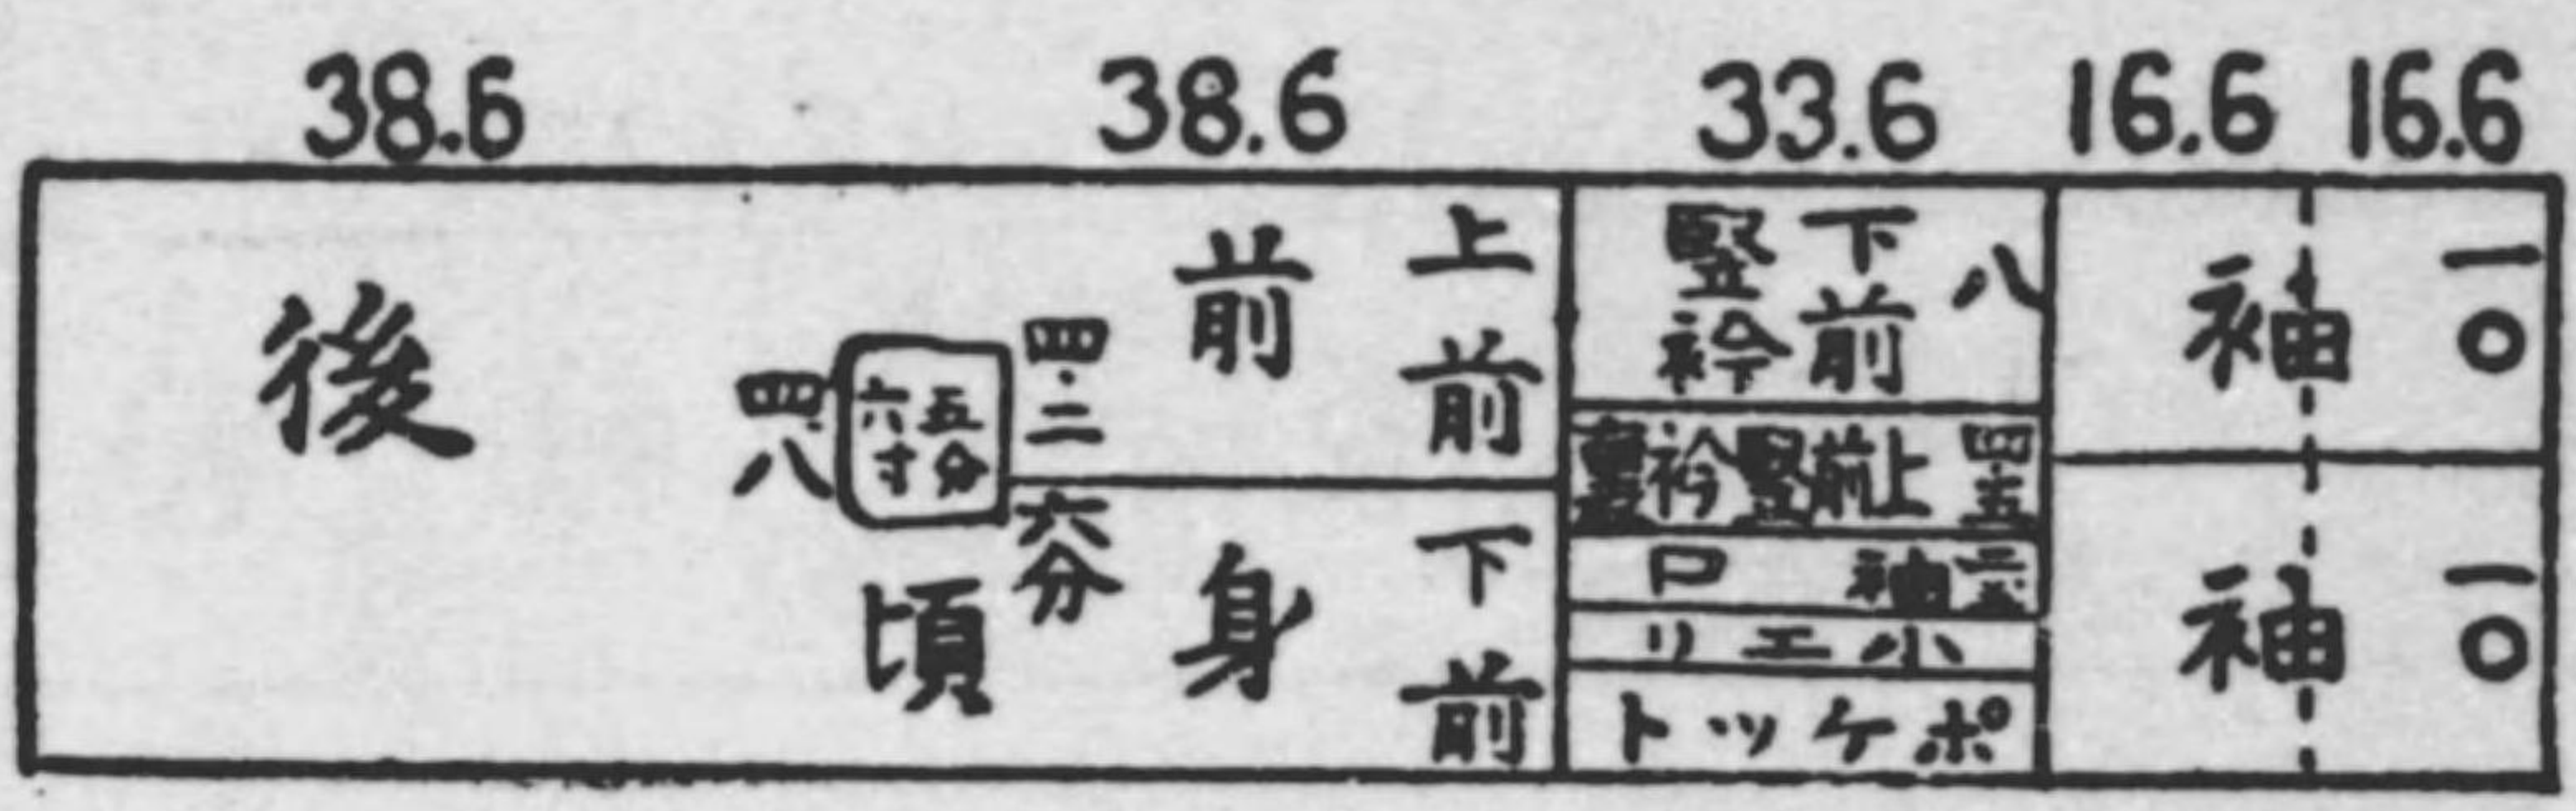 38.6 38.6 33.6 16.6 16.6
後
四.八
六寸
五分
四.二
六分
前
身
頃
上前
下前
下前
竪衿
八
四.五
上前竪衿裏
袖口
小エリ
ポケット
袖
一〇
袖
一〇